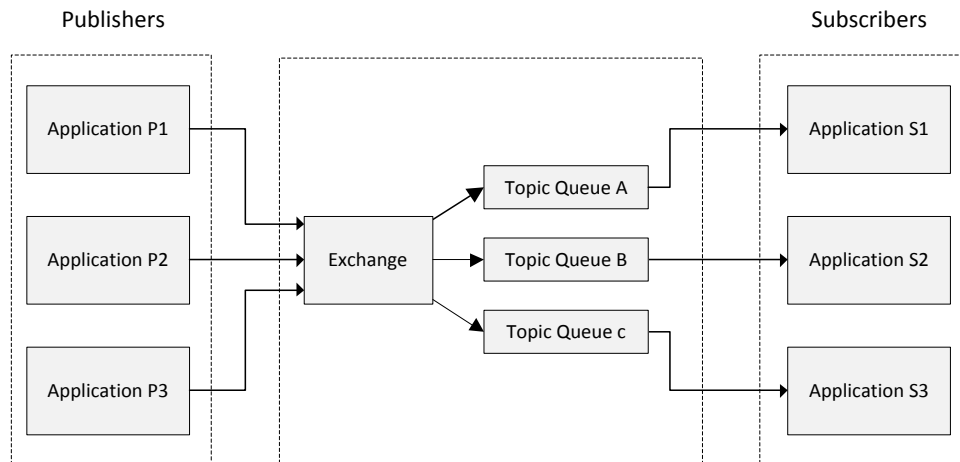 Publishers
Subscribers
Application P1
Application S1
Topic Queue A
Application P2
Exchange
Topic Queue B
Application S2
Topic Queue c
Application P3
Application S3